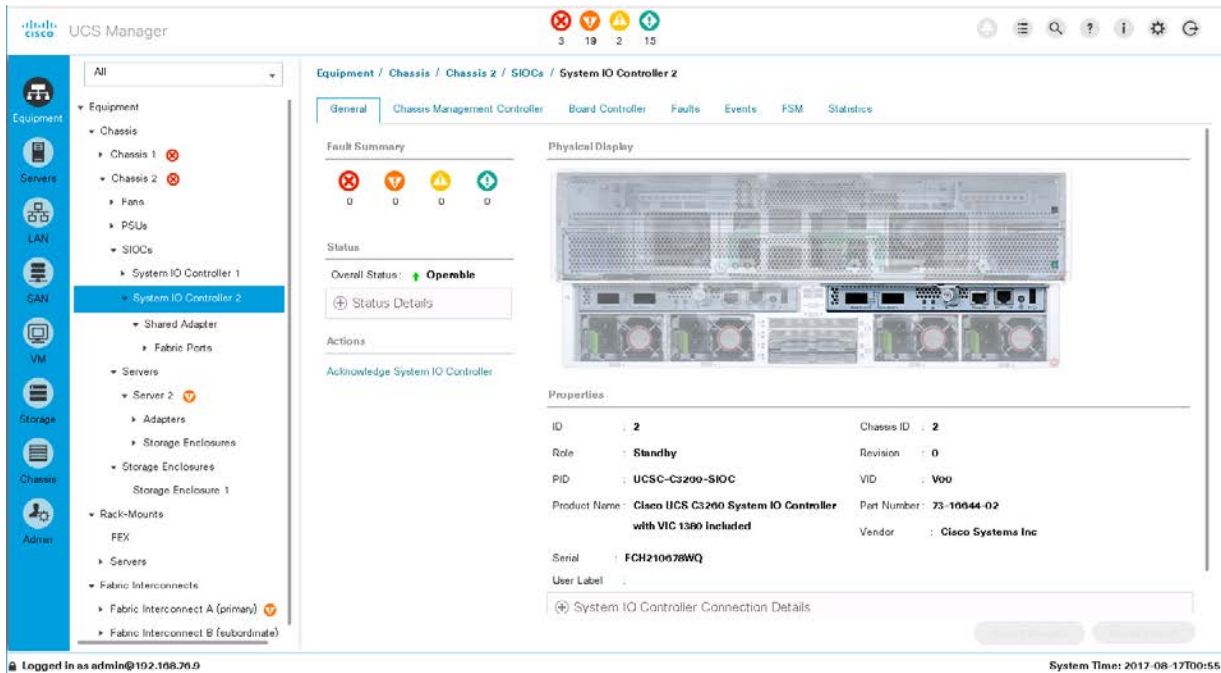 CISCO UCS Manager
3 19 2 15
All
Equipment / Chassis / Chassis 2 / SIOCs / System IO Controller 2
Equipment
Servers
LAN
SAN
VM
Storage
Chassis
Admin
Equipment
Chassis
Chassis 1
Chassis 2
Fans
PSUs
SIOCs
System IO Controller 1
System IO Controller 2
Shared Adapter
Fabric Ports
Servers
Server 2
Adapters
Storage Enclosures
Storage Enclosures
Storage Enclosure 1
Rack-Mounts
FEX
Servers
Fabric Interconnects
Fabric Interconnect A (primary)
Fabric Interconnect B (subordinate)
General Chassis Management Controller Board Controller Faults Events FSM Statistics
Fault Summary
0 0 0 0
Status
Overall Status : Operable
Status Details
Actions
Acknowledge System IO Controller
Physical Display
Properties
ID : 2 Chassis ID : 2
Role : Standby Revision : 0
PID : UCSC-C3260-SIOC VID : V00
Product Name : Cisco UCS C3260 System IO Controller with VIC 1380 included Part Number : 73-16644-02
Vendor : Cisco Systems Inc
Serial : FCH210678WQ
User Label :
System IO Controller Connection Details
Logged in as admin@192.168.76.9
System Time: 2017-08-17T00:55